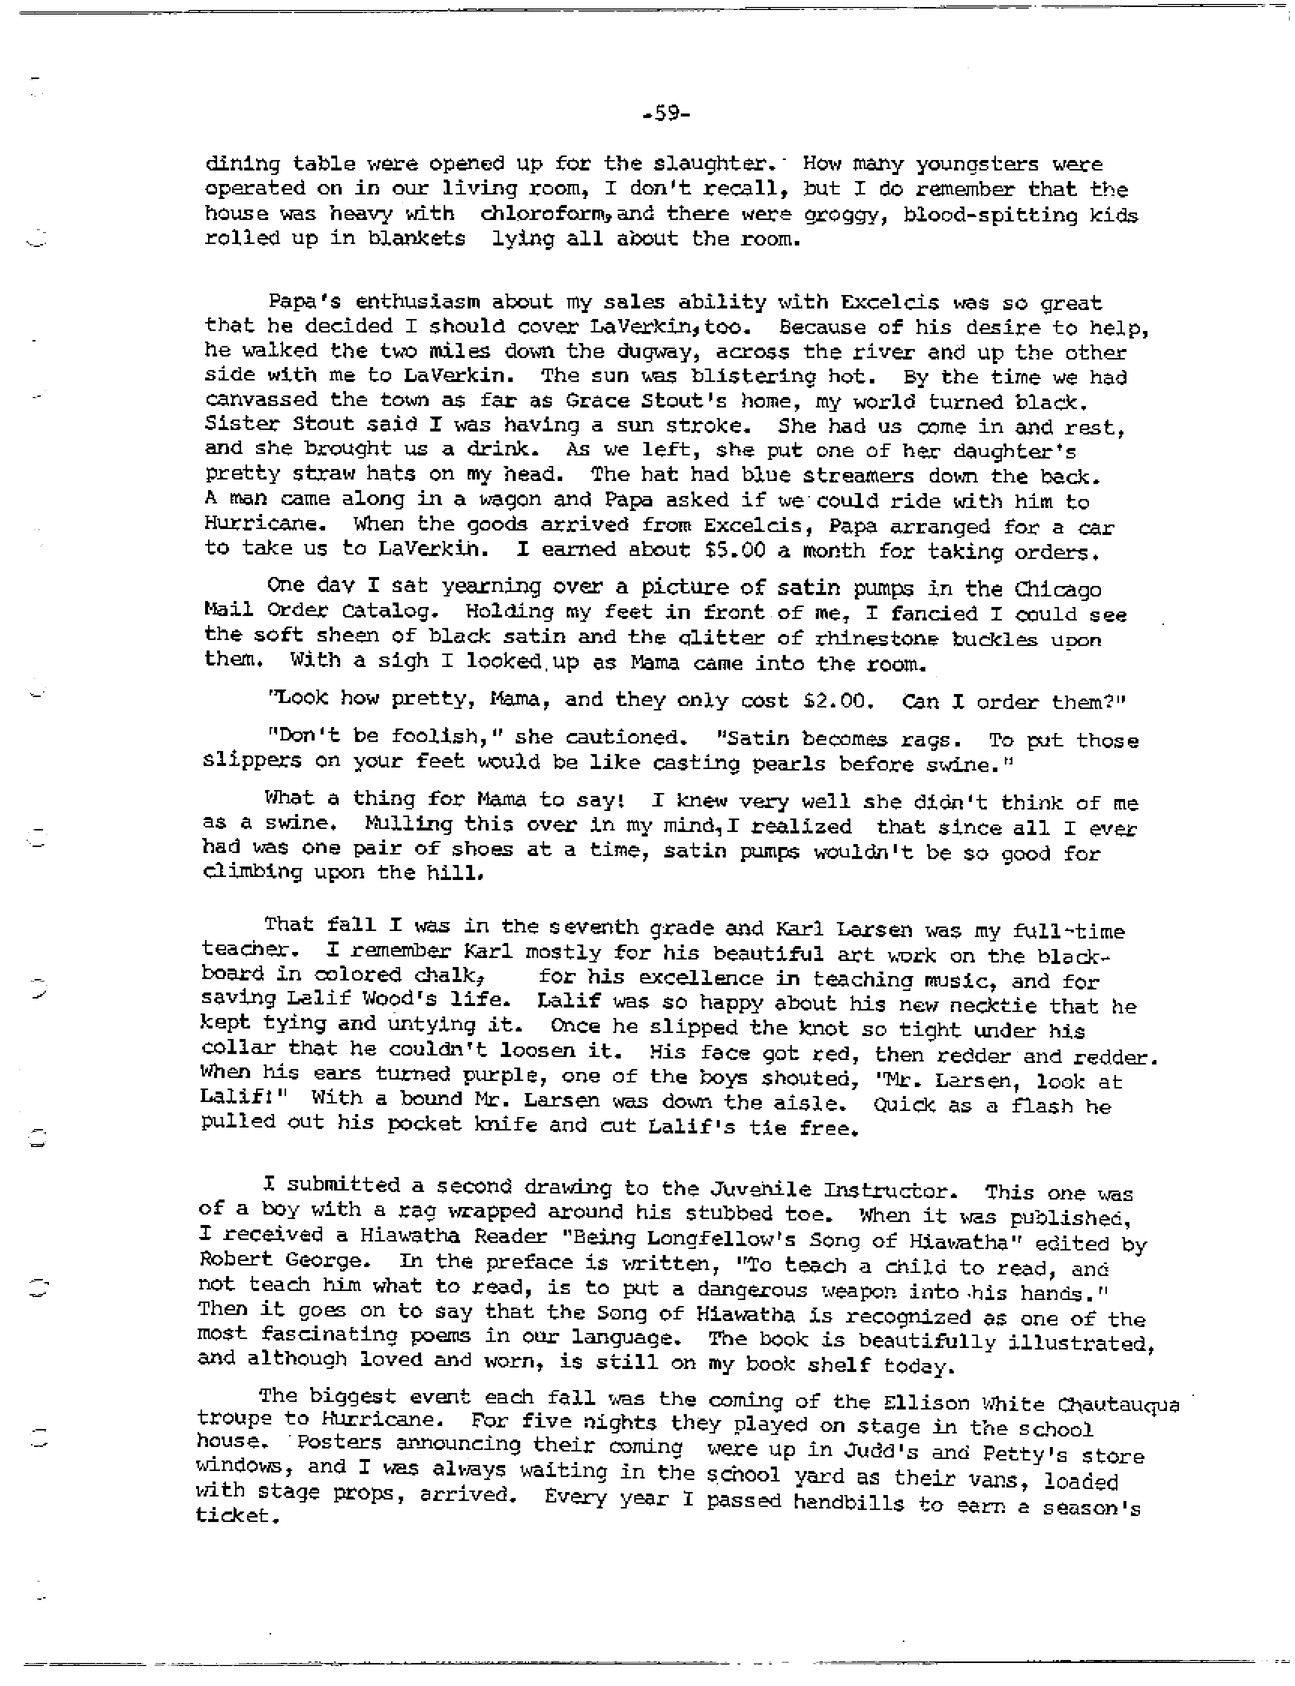 -59-
dining table were opened up for the slaughter. How many youngsters were
operated on in our living room, I don't recall, but I do remember that the
house was heavy with chloroform, and there were groggy, blood-spitting kids
rolled up in blankets lying all about the room.
Papa's enthusiasm about my sales ability with Excelcis was so great
that he decided I should cover LaVerkin, too. Because of his desire to help,
he walked the two miles down the dugway, across the river and up the other
side with me to LaVerkin. The sun was blistering hot. By the time we had
canvassed the town as far as Grace Stout's home, my world turned black.
Sister Stout said I was having a sun stroke. She had us come in and rest,
and she brought us a drink. As we left, she put one of her daughter's
pretty straw hats on my head. The hat had blue streamers down the back.
A man came along in a wagon and Papa asked if we could ride with him to
Hurricane. When the goods arrived from Excelcis, Papa arranged for a car
to take us to LaVerkin. I earned about $5.00 a month for taking orders.
One day I sat yearning over a picture of satin pumps in the Chicago
Mail Order Catalog. Holding my feet in front of me, I fancied I could see
the soft sheen of black satin and the glitter of rhinestone buckles upon
them. With a sigh I looked up as Mama came into the room.
"Look how pretty, Mama, and they only cost $2.00. Can I order them?"
"Don't be foolish," she cautioned. "Satin becomes rags. To put those
slippers on your feet would be like casting pearls before swine."
What a thing for Mama to say! I knew very well she didn't think of me
as a swine. Mulling this over in my mind, I realized that since all I ever
had was one pair of shoes at a time, satin pumps wouldn't be so good for
climbing upon the hill.
That fall I was in the seventh grade and Karl Larsen was my full-time
teacher. I remember Karl mostly for his beautiful art work on the black-
board in colored chalk, for his excellence in teaching music, and for
saving Lalif Wood's life. Lalif was so happy about his new necktie that he
kept tying and untying it. Once he slipped the knot so tight under his
collar that he couldn't loosen it. His face got red, then redder and redder.
When his ears turned purple, one of the boys shouted, "Mr. Larsen, look at
Lalif!" With a bound Mr. Larsen was down the aisle. Quick as a flash he
pulled out his pocket knife and cut Lalif's tie free.
I submitted a second drawing to the Juvenile Instructor. This one was
of a boy with a rag wrapped around his stubbed toe. When it was published,
I received a Hiawatha Reader "Being Longfellow's Song of Hiawatha" edited by
Robert George. In the preface is written, "To teach a child to read, and
not teach him what to read, is to put a dangerous weapon into his hands."
Then it goes on to say that the Song of Hiawatha is recognized as one of the
most fascinating poems in our language. The book is beautifully illustrated,
and although loved and worn, is still on my book shelf today.
The biggest event each fall was the coming of the Ellison White Chautauqua
troupe to Hurricane. For five nights they played on stage in the school
house. Posters announcing their coming were up in Judd's and Petty's store
windows, and I was always waiting in the school yard as their vans, loaded
with stage props, arrived. Every year I passed handbills to earn a season's
ticket.